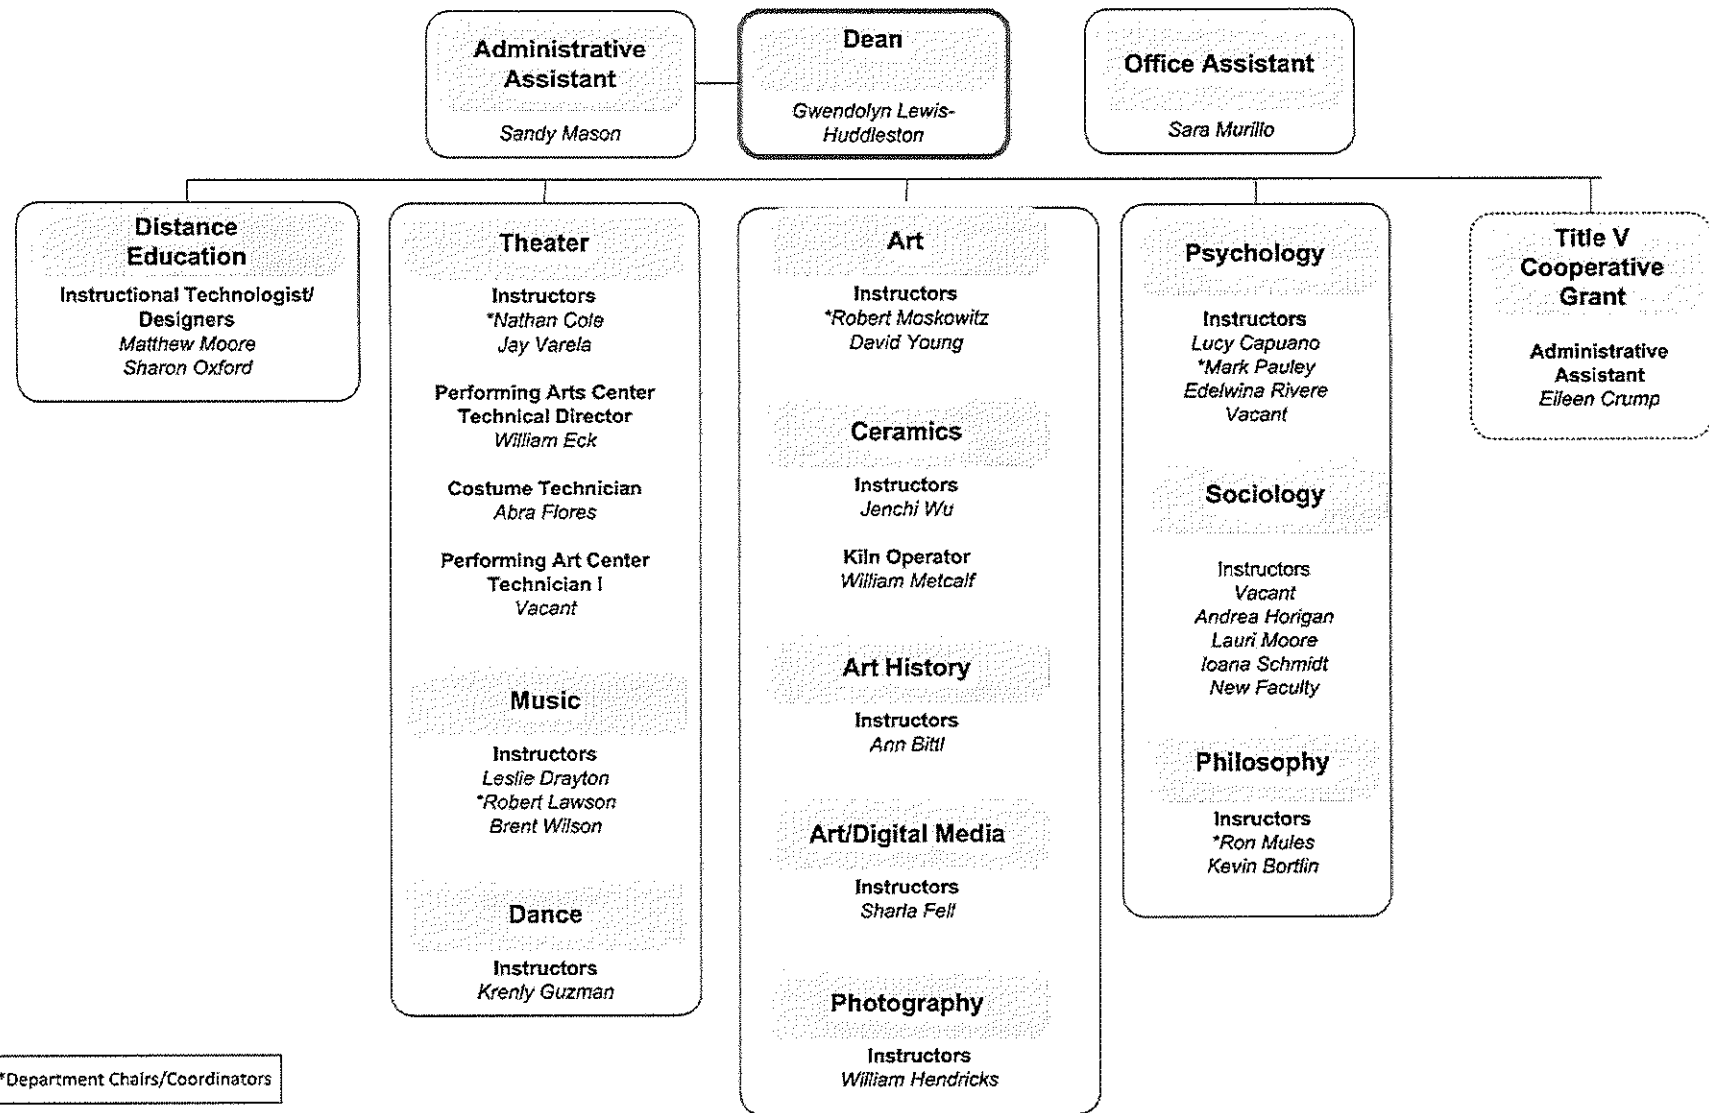 Administrative
Assistant
Sandy Mason
Dean
Gwendolyn Lewis-
Huddleston
Office Assistant
Sara Murillo
Distance
Education
Instructional Technologist/
Designers
Matthew Moore
Sharon Oxford
Theater
Instructors
*Nathan Cole
Jay Varela
Performing Arts Center
Technical Director
William Eck
Costume Technician
Abra Flores
Performing Art Center
Technician I
Vacant
Music
Instructors
Leslie Drayton
*Robert Lawson
Brent Wilson
Dance
Instructors
Krenly Guzman
Art
Instructors
*Robert Moskowitz
David Young
Ceramics
Instructors
Jenchi Wu
Kiln Operator
William Metcalf
Art History
Instructors
Ann Bittl
Art/Digital Media
Instructors
Sharla Fell
Photography
Instructors
William Hendricks
Psychology
Instructors
Lucy Capuano
*Mark Pauley
Edelwina Rivere
Vacant
Sociology
Instructors
Vacant
Andrea Horigan
Lauri Moore
Ioana Schmidt
New Faculty
Philosophy
Insructors
*Ron Mules
Kevin Bortlin
Title V
Cooperative
Grant
Administrative
Assistant
Eileen Crump
*Department Chairs/Coordinators